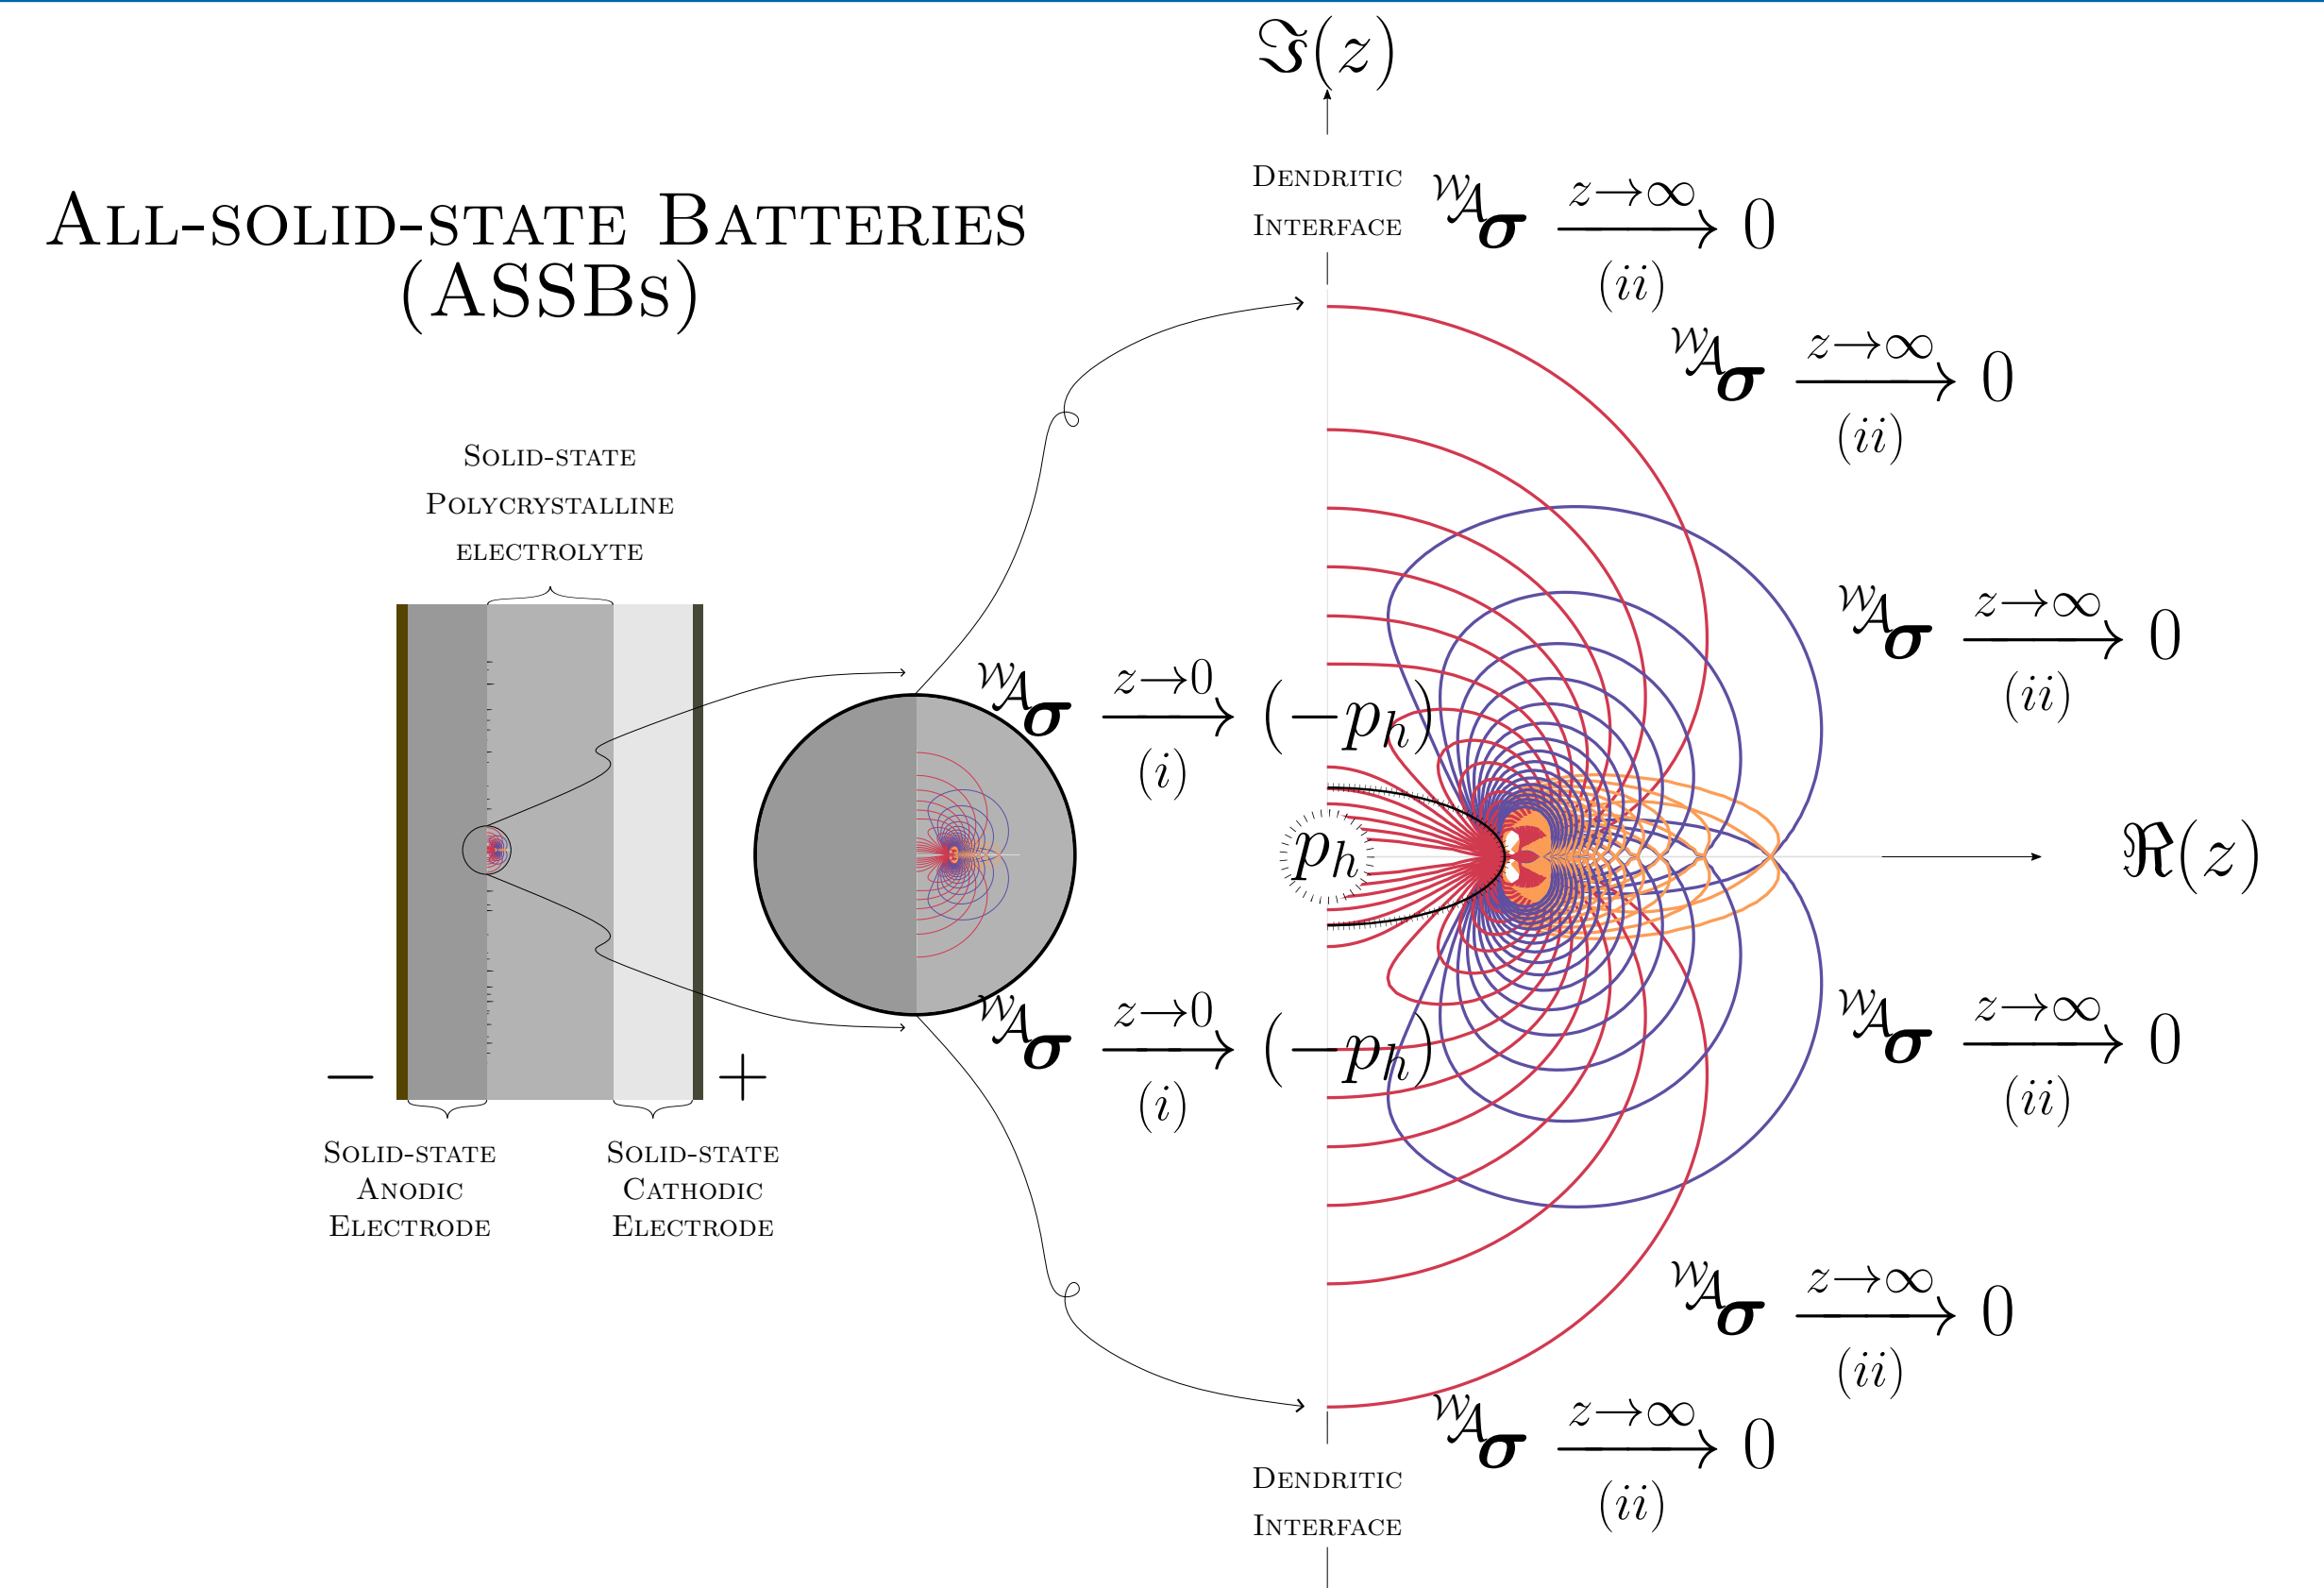 ℑ(z)
All-solid-state Batteries
(ASSBs)
Dendritic
Interface
𝒲𝒜𝝈 z→∞ ⟶ (ii) 0
𝒲𝒜𝝈 z→∞ ⟶ (ii) 0
Solid-state
Polycrystalline
electrolyte
𝒲𝒜𝝈 z→∞ ⟶ (ii) 0
𝒲𝒜𝝈 z→0 ⟶ (i) (−pₕ)
pₕ
ℜ(z)
𝒲𝒜𝝈 z→0 ⟶ (i) (−pₕ)
𝒲𝒜𝝈 z→∞ ⟶ (ii) 0
− +
Solid-state
Anodic
Electrode
Solid-state
Cathodic
Electrode
𝒲𝒜𝝈 z→∞ ⟶ (ii) 0
𝒲𝒜𝝈 z→∞ ⟶ (ii) 0
Dendritic
Interface